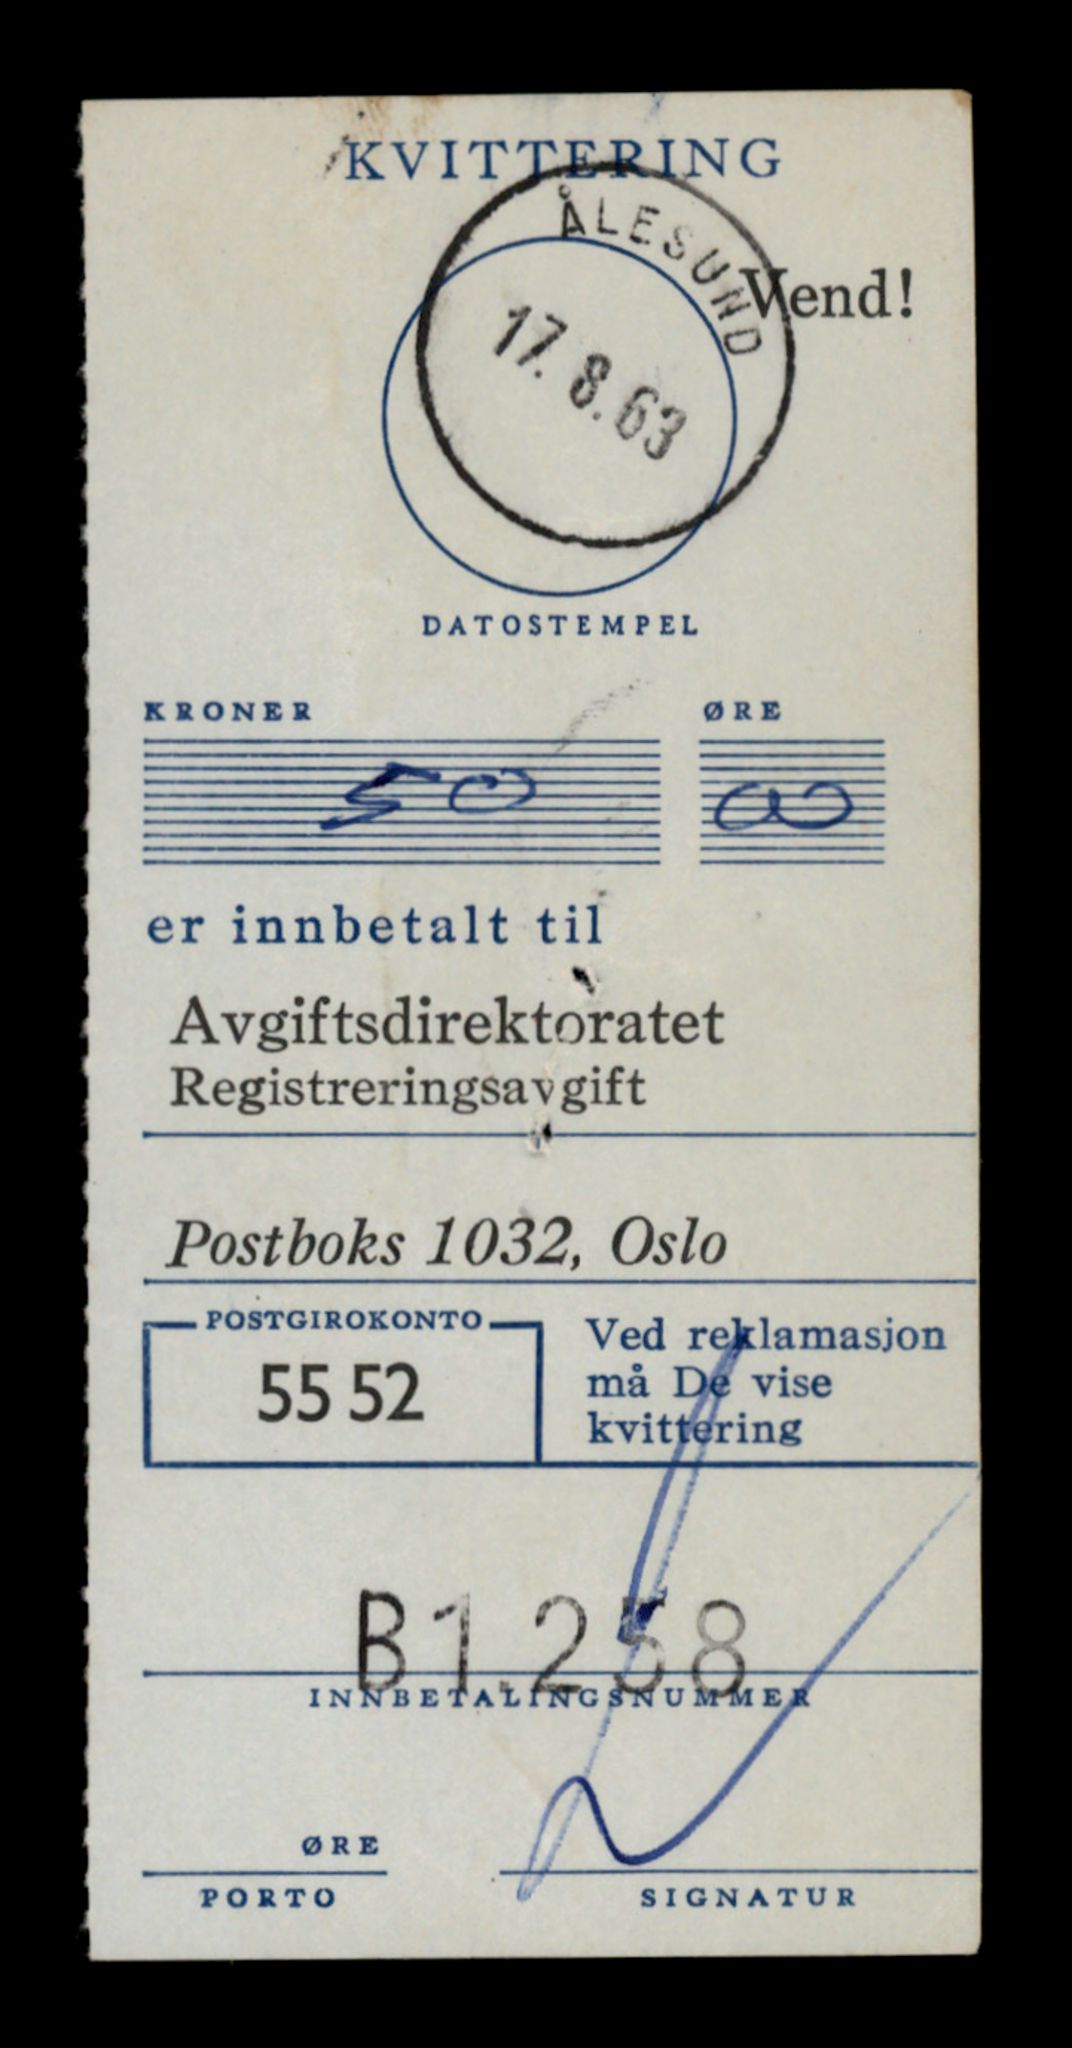 KVITTERING
ÅLESUND
Vend!
17. 8. 63
DATOSTEMPEL
KRONER ØRE
50 00
er innbetalt til
Avgiftsdirektoratet
Registreringsavgift
Postboks 1032, Oslo
POSTGIROKONTO
55 52
Ved reklamasjon
må De vise
kvittering
B1.258
INNBETALINGSNUMMER
ØRE
PORTO
SIGNATUR